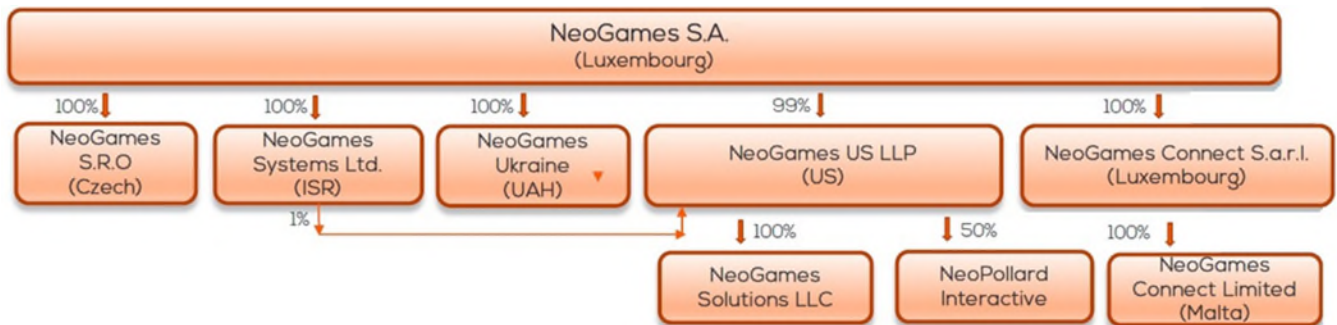 NeoGames S.A.
(Luxembourg)
100%
100%
100%
99%
100%
NeoGames
S.R.O
(Czech)
NeoGames
Systems Ltd.
(ISR)
NeoGames
Ukraine
(UAH)
NeoGames US LLP
(US)
NeoGames Connect S.a.r.l.
(Luxembourg)
1%
100%
50%
100%
NeoGames
Solutions LLC
NeoPollard
Interactive
NeoGames
Connect Limited
(Malta)